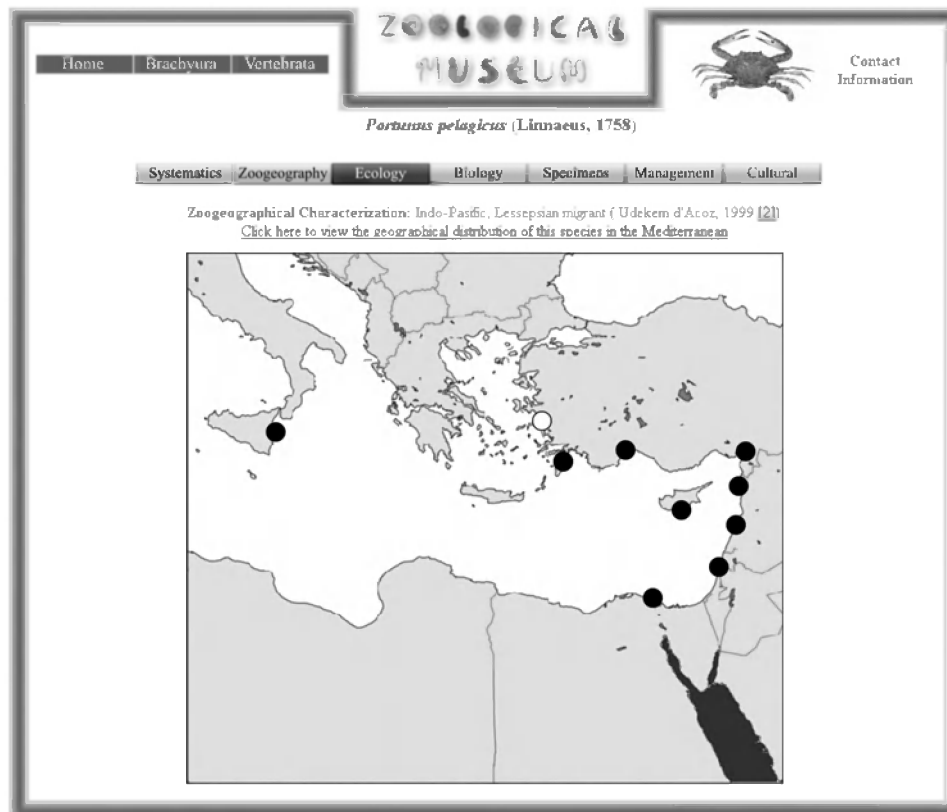 ZOOLOGICAL
MUSEUM
Home Brachyura Vertebrata
Contact
Information
Portunus pelagicus (Linnaeus, 1758)
Systematics Zoogeography Ecology Biology Specimens Management Cultural
Zoogeographical Characterization: Indo-Pasific, Lessepsian migrant ( Udekem d'Acoz, 1999 [2])
Click here to view the geographical distribution of this species in the Mediterranean